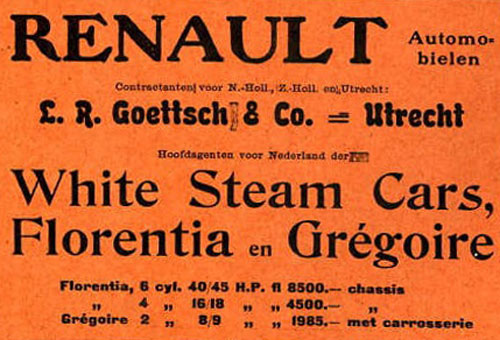 RENAULT Automo-
bielen
Contractanten voor N.-Holl., Z.-Holl. en Utrecht:
L. R. Goettsch & Co. = Utrecht
Hoofdagenten voor Nederland der
White Steam Cars,
Florentia en Grégoire
Florentia, 6 cyl. 40/45 H.P. fl 8500.— chassis
„ 4 „ 16/18 „ „ 4500.— „
Grégoire 2 „ 8/9 „ „ 1985.— met carrosserie